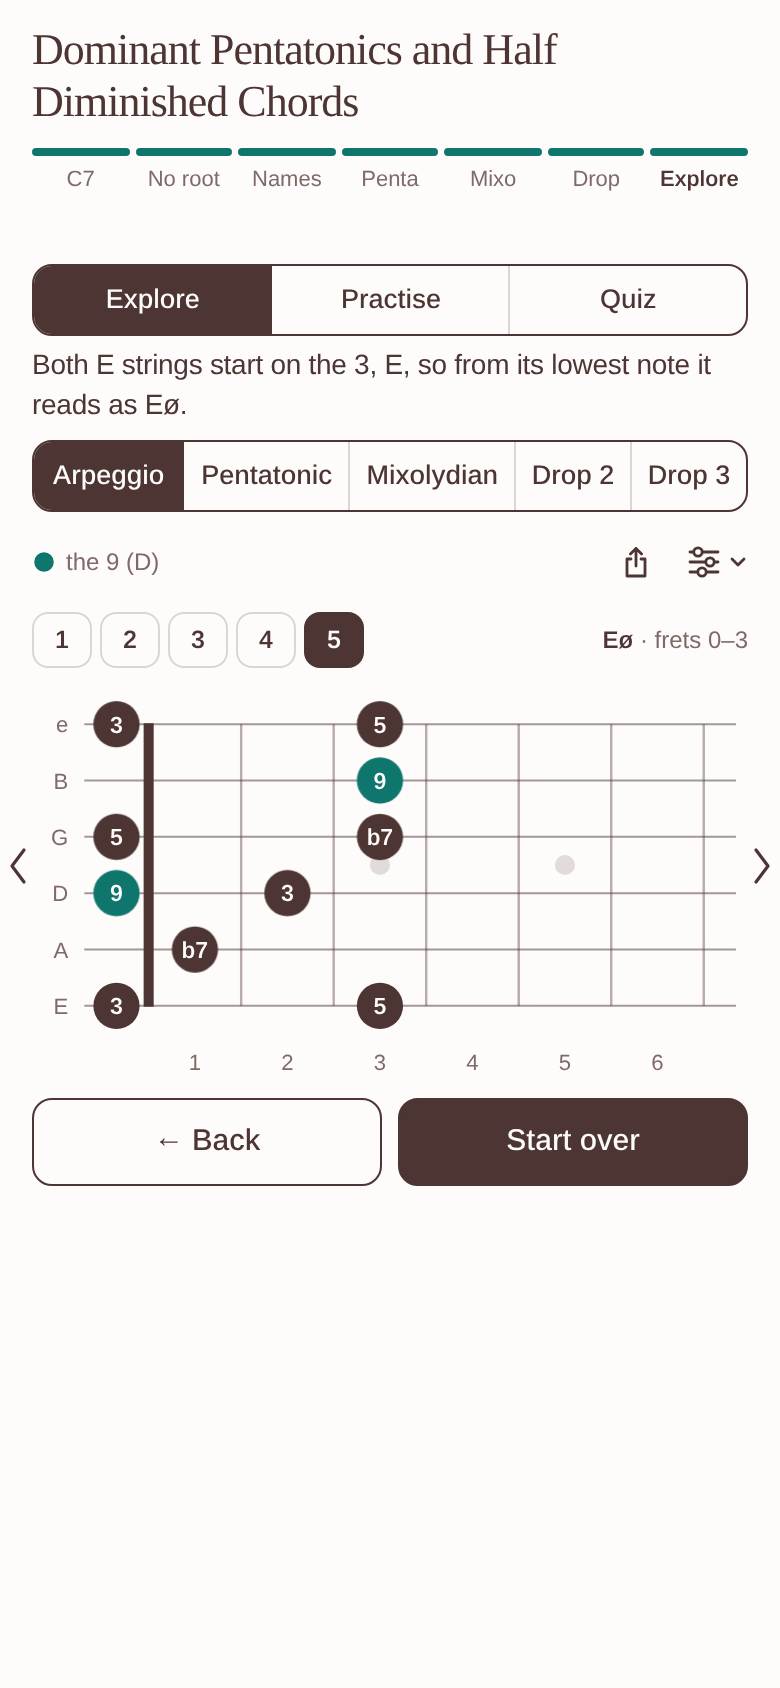 Dominant Pentatonics and Half
Diminished Chords
C7 No root Names Penta Mixo Drop Explore
Explore Practise Quiz
Both E strings start on the 3, E, so from its lowest note it
reads as Eø.
Arpeggio Pentatonic Mixolydian Drop 2 Drop 3
the 9 (D)
1 2 3 4 5 Eø · frets 0–3
e 3 5
B 9
G 5 b7
D 9 3
A b7
E 3 5
1 2 3 4 5 6
← Back Start over